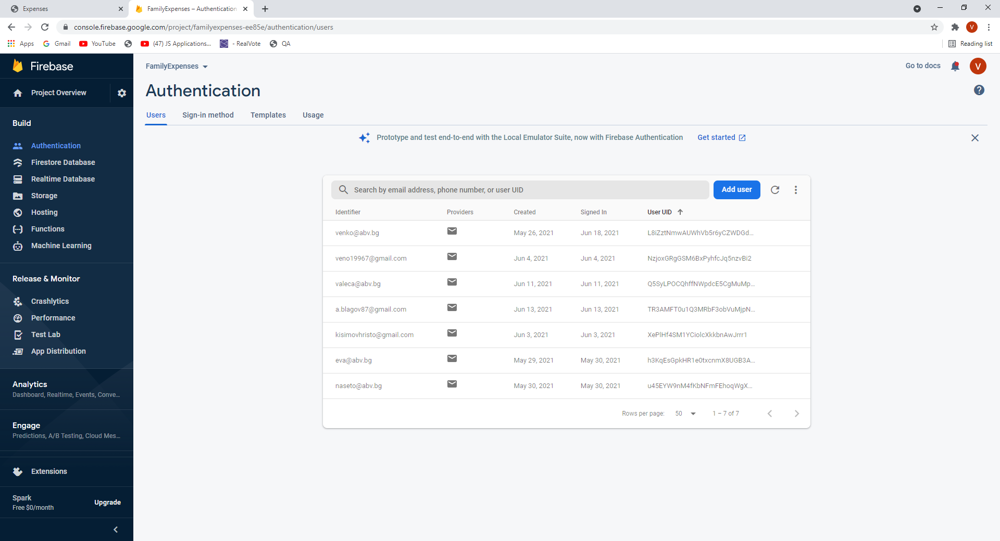 Expenses
FamilyExpenses – Authentication
console.firebase.google.com/project/familyexpenses-ee85e/authentication/users
V
Apps
Gmail
YouTube
(47) JS Applications...
- RealVote
QA
Reading list
Firebase
Project Overview
Build
Authentication
Firestore Database
Realtime Database
Storage
Hosting
Functions
Machine Learning
Release & Monitor
Crashlytics
Performance
Test Lab
App Distribution
Analytics
Dashboard, Realtime, Events, Conve...
Engage
Predictions, A/B Testing, Cloud Mes...
Extensions
Spark
Free $0/month
Upgrade
FamilyExpenses
Go to docs
V
Authentication
Users Sign-in method Templates Usage
Prototype and test end-to-end with the Local Emulator Suite, now with Firebase Authentication Get started
Search by email address, phone number, or user UID
Add user
Identifier Providers Created Signed In User UID
venko@abv.bg May 26, 2021 Jun 18, 2021 L8iZztNmwAUWhVb5r6yCZWDGd...
veno19967@gmail.com Jun 4, 2021 Jun 4, 2021 NzjoxGRgGSM6BxPyhfcJq5nzvBi2
valeca@abv.bg Jun 11, 2021 Jun 11, 2021 Q5SyLPOCQhffNWpdcE5CgMuMp...
a.blagov87@gmail.com Jun 13, 2021 Jun 13, 2021 TR3AMFT0u1Q3MRbF3obVuMjpN...
kisimovhristo@gmail.com Jun 3, 2021 Jun 3, 2021 XePlHf4SM1YCiolcXkkbnAwJrrr1
eva@abv.bg May 29, 2021 May 30, 2021 h3KqEsGpkHR1e0txcnmX8UGB3A...
naseto@abv.bg May 30, 2021 May 30, 2021 u45EYW9nM4fKbNFmFEhoqWgX...
Rows per page: 50 1 – 7 of 7